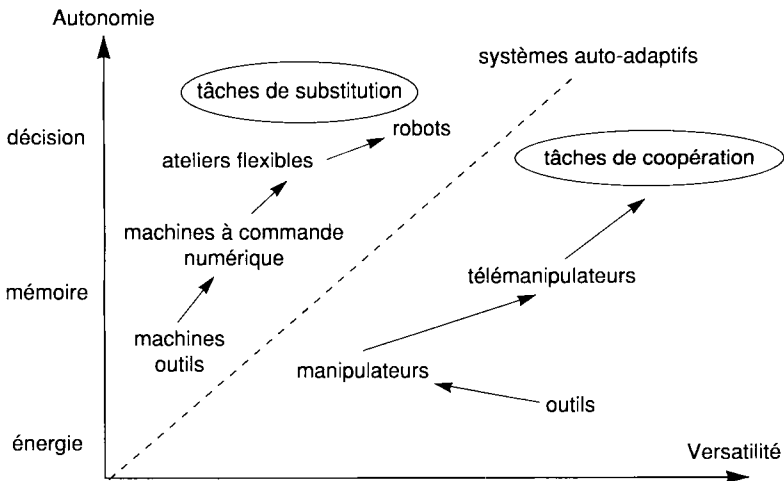 Autonomie
systèmes auto-adaptifs
tâches de substitution
décision
robots
ateliers flexibles
tâches de coopération
machines à commande
numérique
mémoire
télémanipulateurs
machines
outils
manipulateurs
outils
énergie
Versatilité